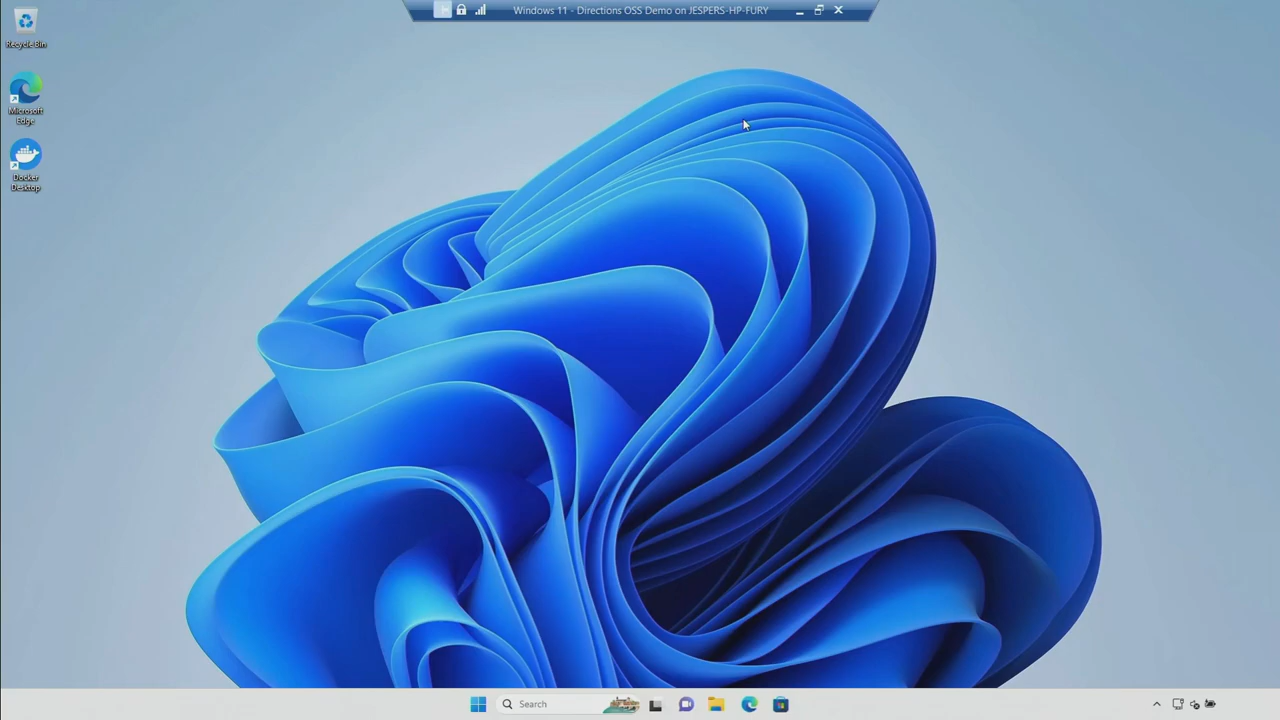 Windows 11 - Directions OSS Demo on JESPERS-HP-FURY
Recycle Bin
Microsoft
Edge
Docker
Desktop
Search